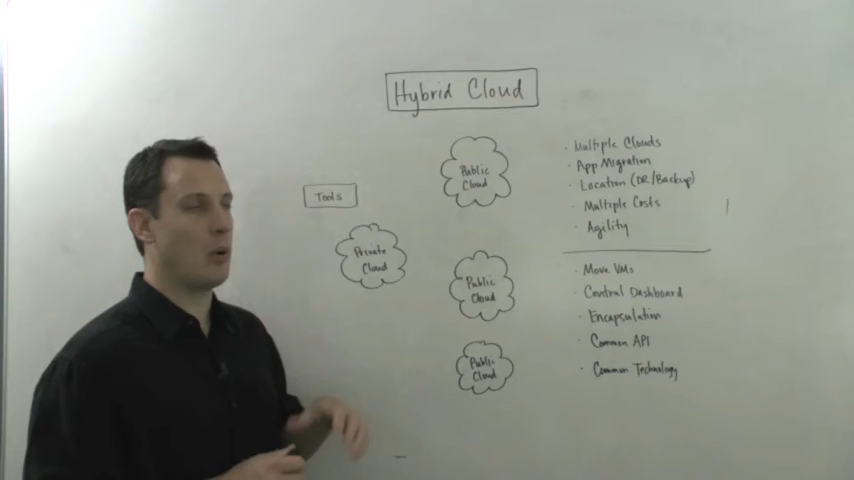 Hybrid Cloud
Tools
Private
Cloud
Public
Cloud
Public
Cloud
Public
Cloud
· Multiple Clouds
· App Migration
· Location (DR/Backup)
· Multiple Costs
· Agility
· Move VMs
· Central Dashboard
· Encapsulation
· Common API
· Common Technology